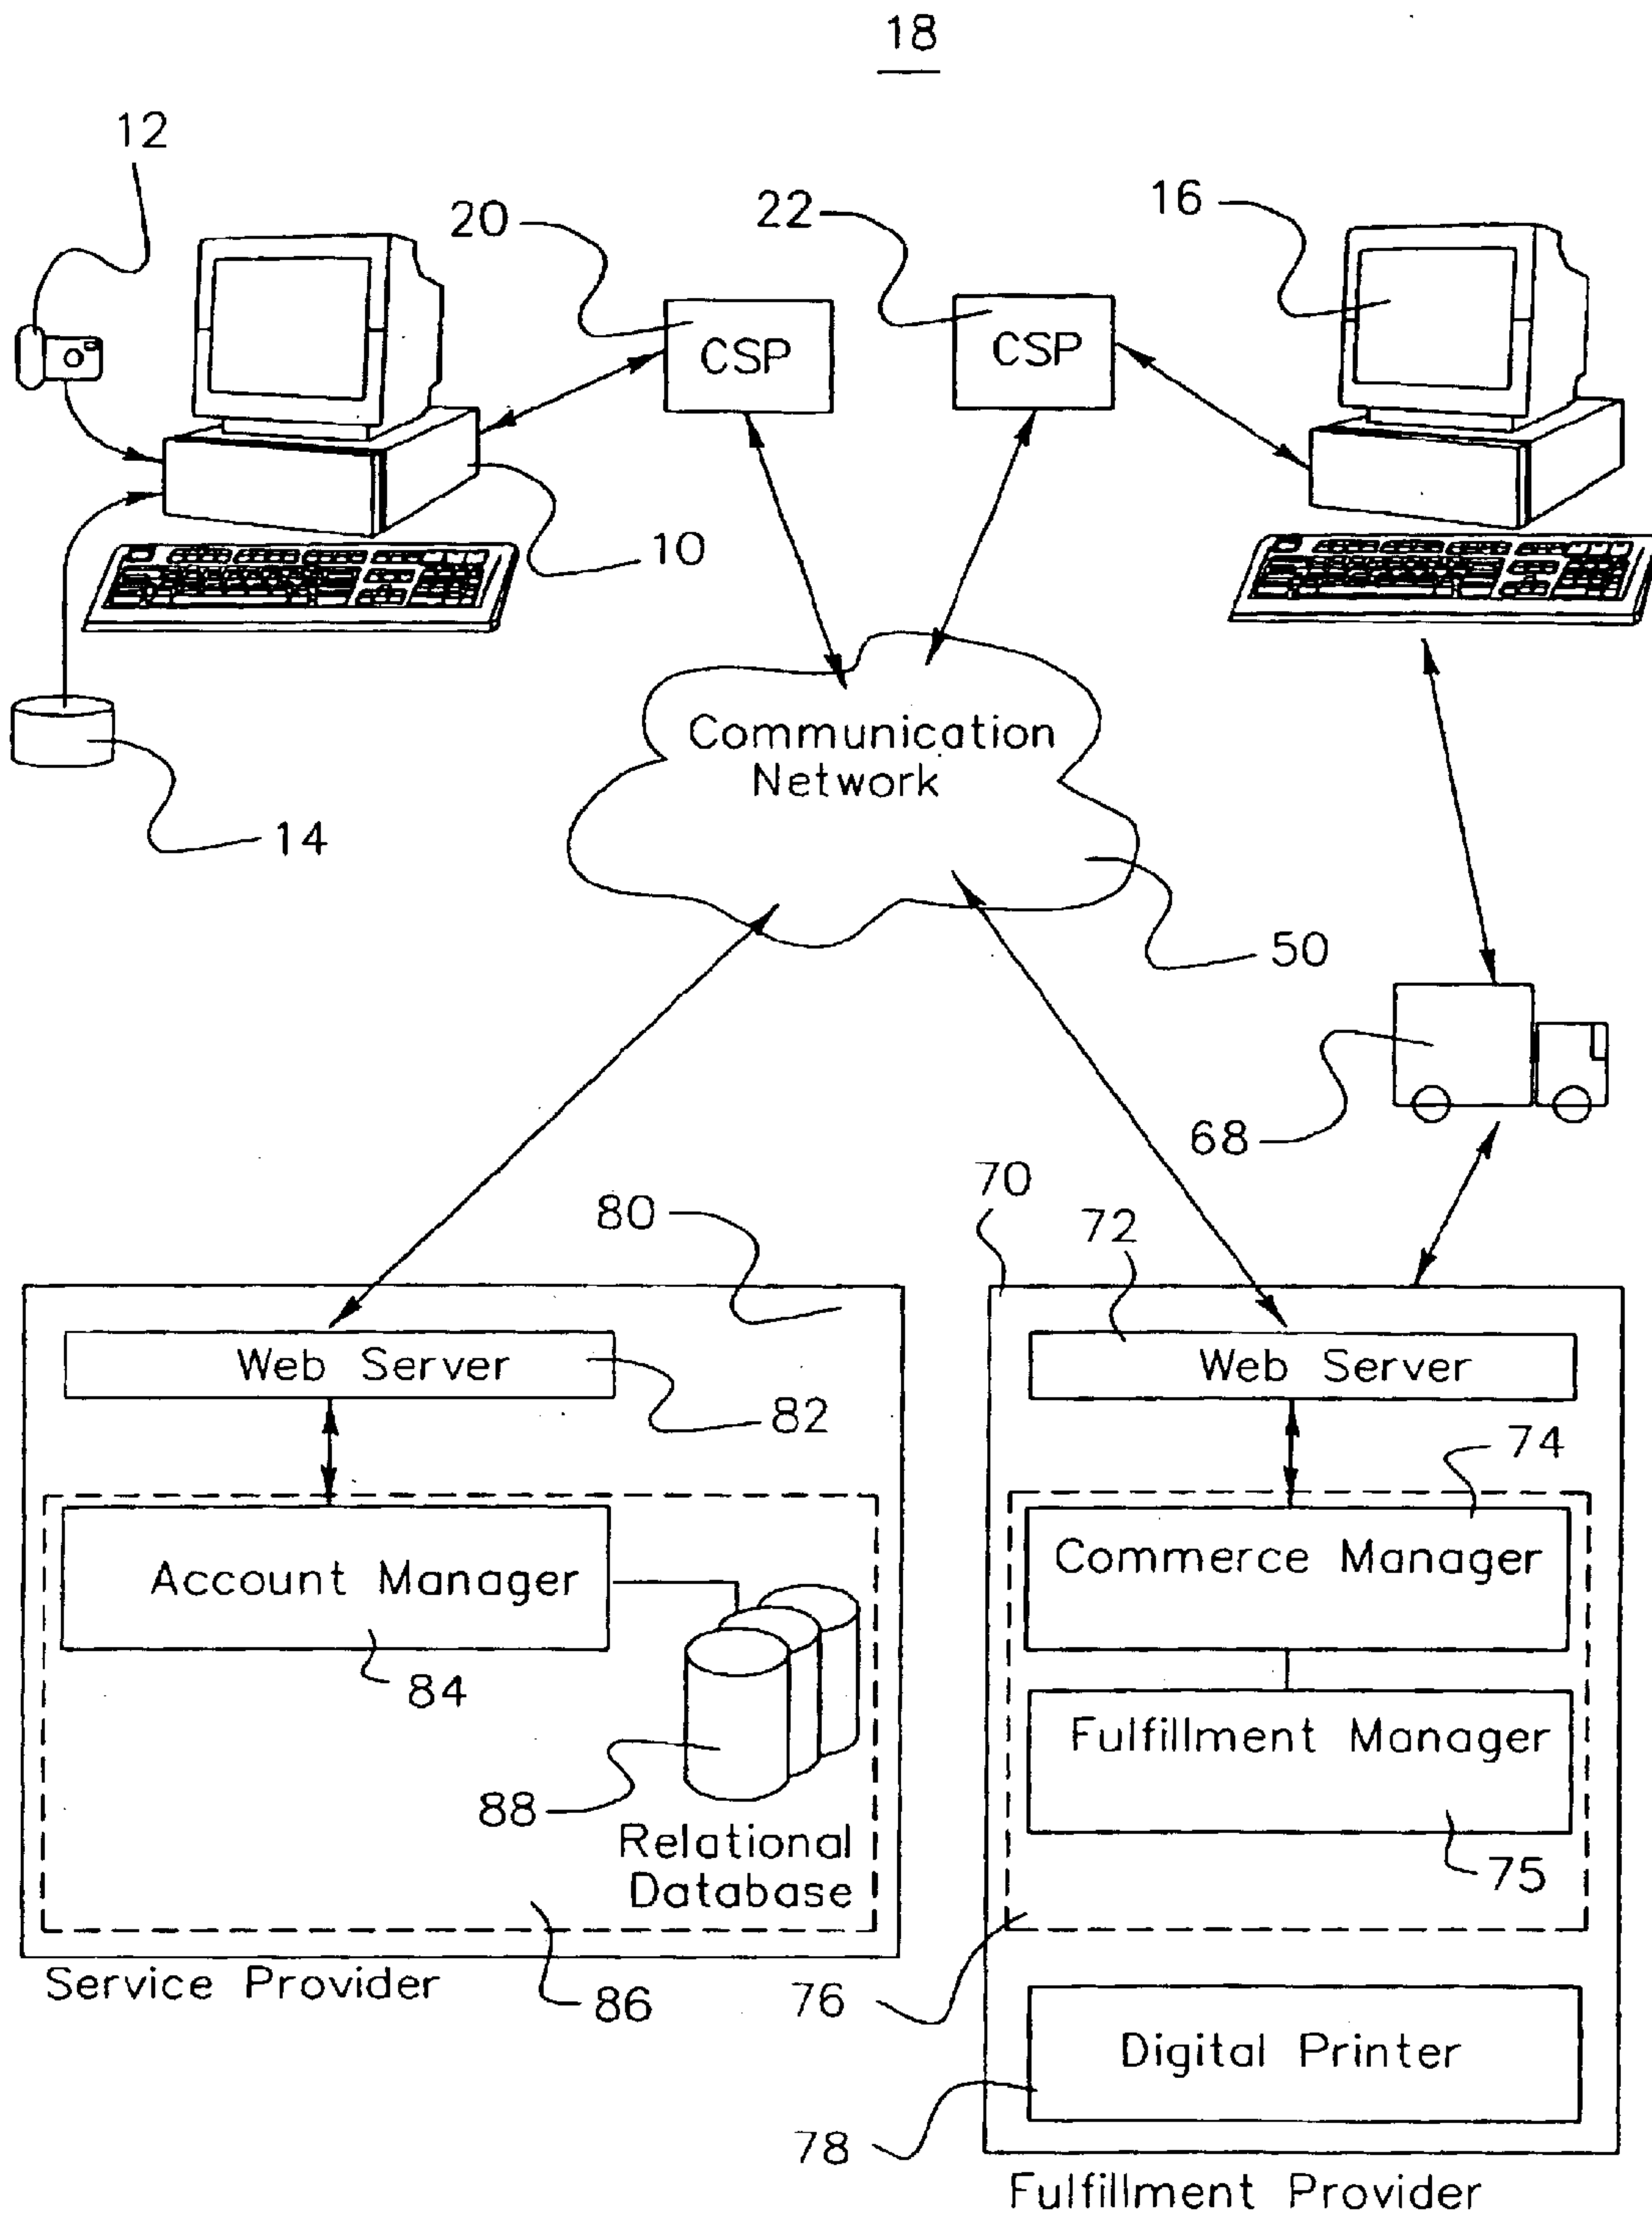 18
12
20
CSP
22
CSP
16
10
14
Communication
Network
50
68
80
70
72
Web Server
82
Web Server
74
Account Manager
84
Commerce Manager
88
Relational
Database
Fulfillment Manager
75
86
Service Provider
76
Digital Printer
78
Fulfillment Provider